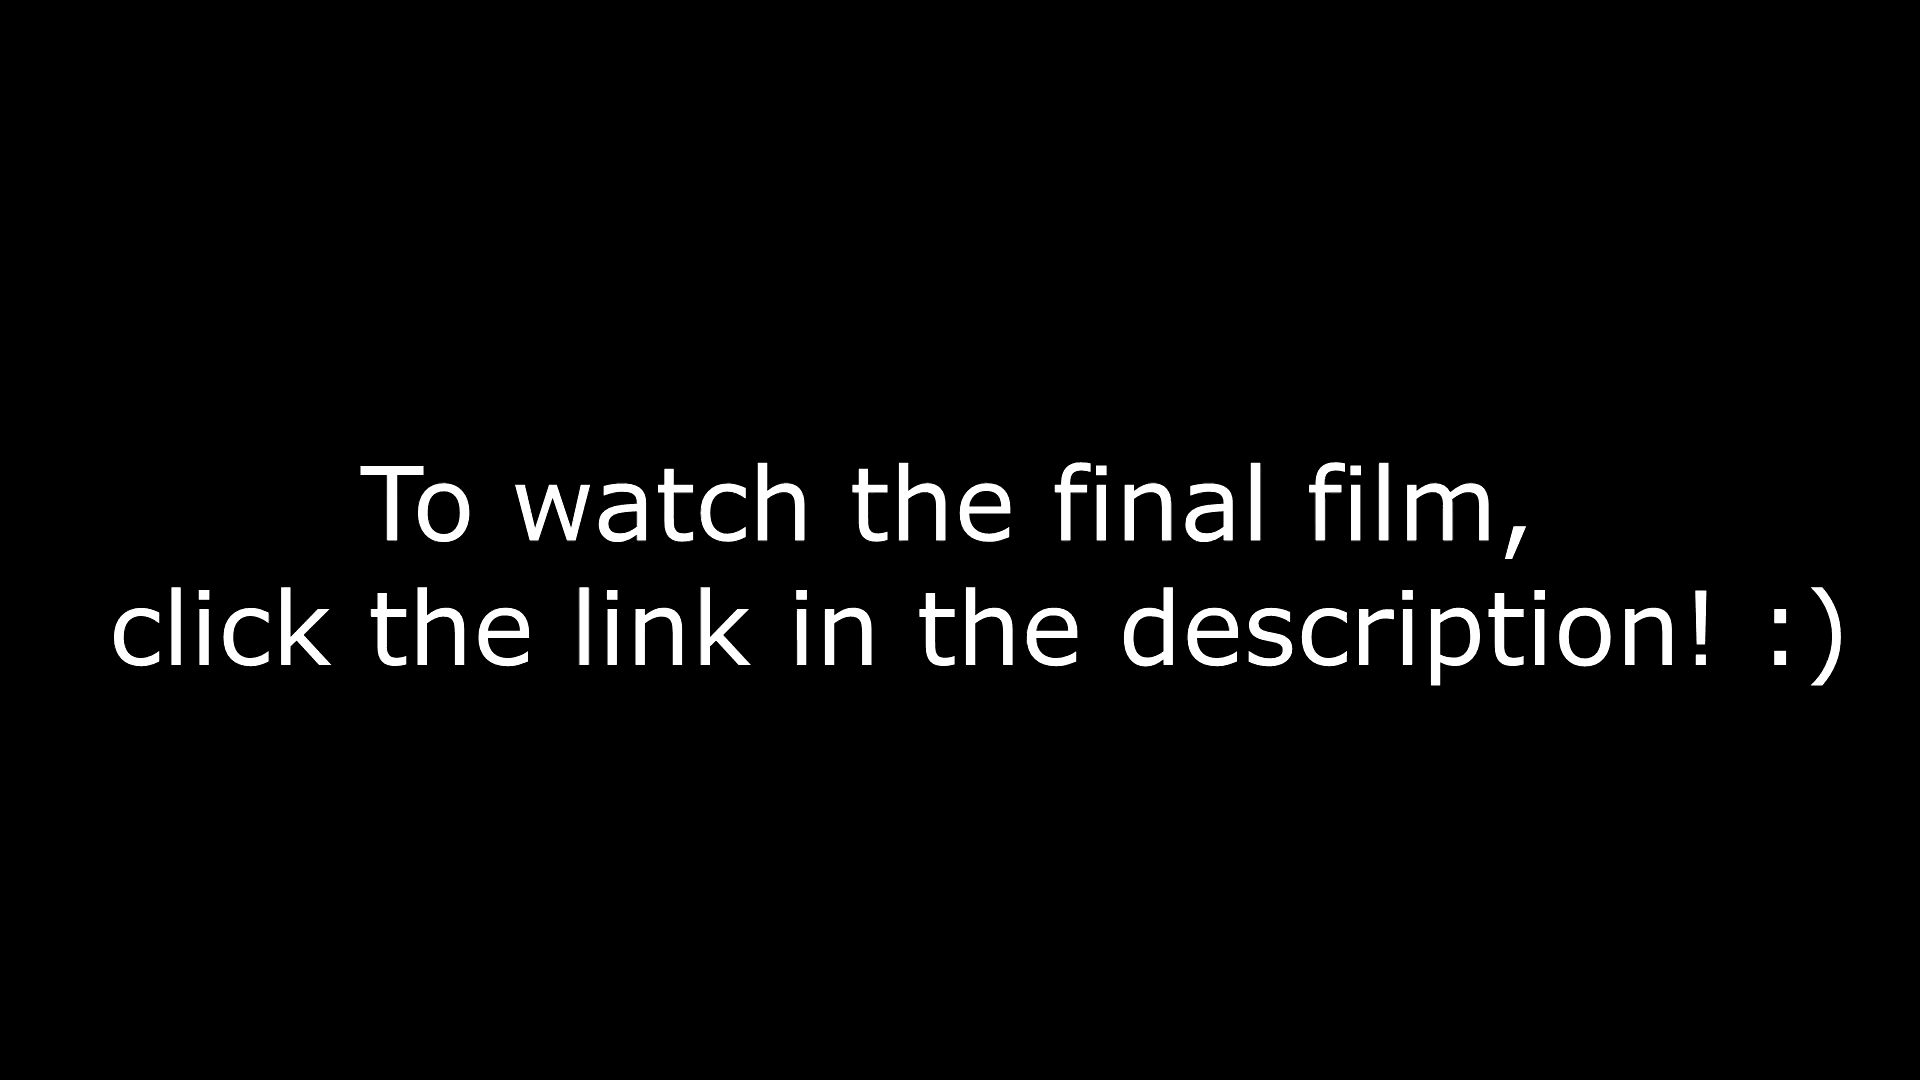 To watch the final film,
click the link in the description! :)